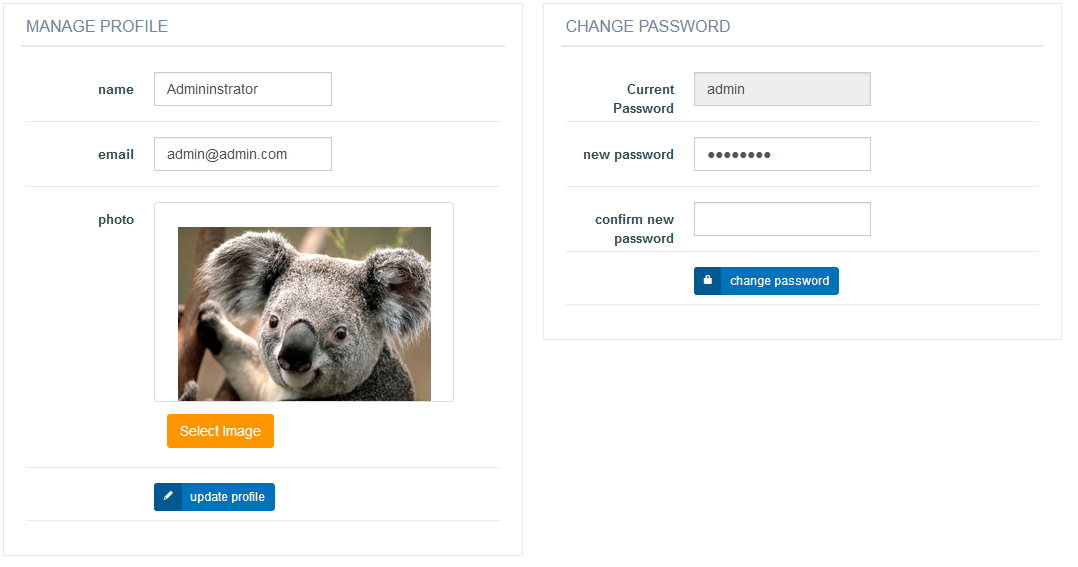 MANAGE PROFILE
name
Admininstrator
email
admin@admin.com
photo
Select Image
update profile
CHANGE PASSWORD
Current
Password
admin
new password
●●●●●●●●
confirm new
password
change password